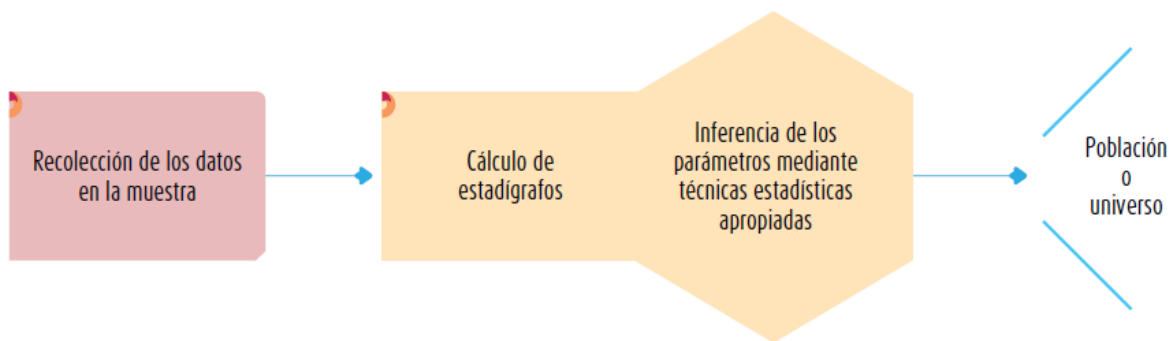 Recolección de los datos
en la muestra
Cálculo de
estadígrafos
Inferencia de los
parámetros mediante
técnicas estadísticas
apropiadas
Población
o
universo